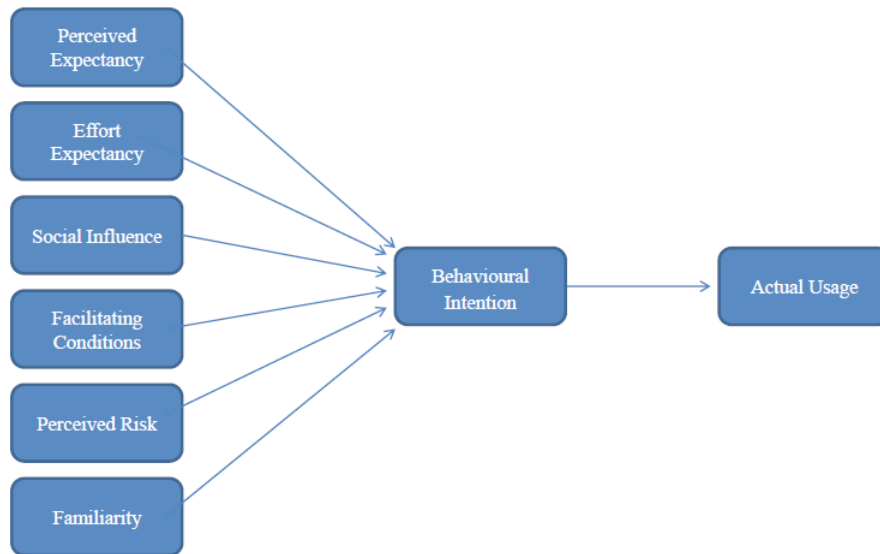 Perceived
Expectancy
Effort
Expectancy
Social Influence
Facilitating
Conditions
Perceived Risk
Familiarity
Behavioural
Intention
Actual Usage